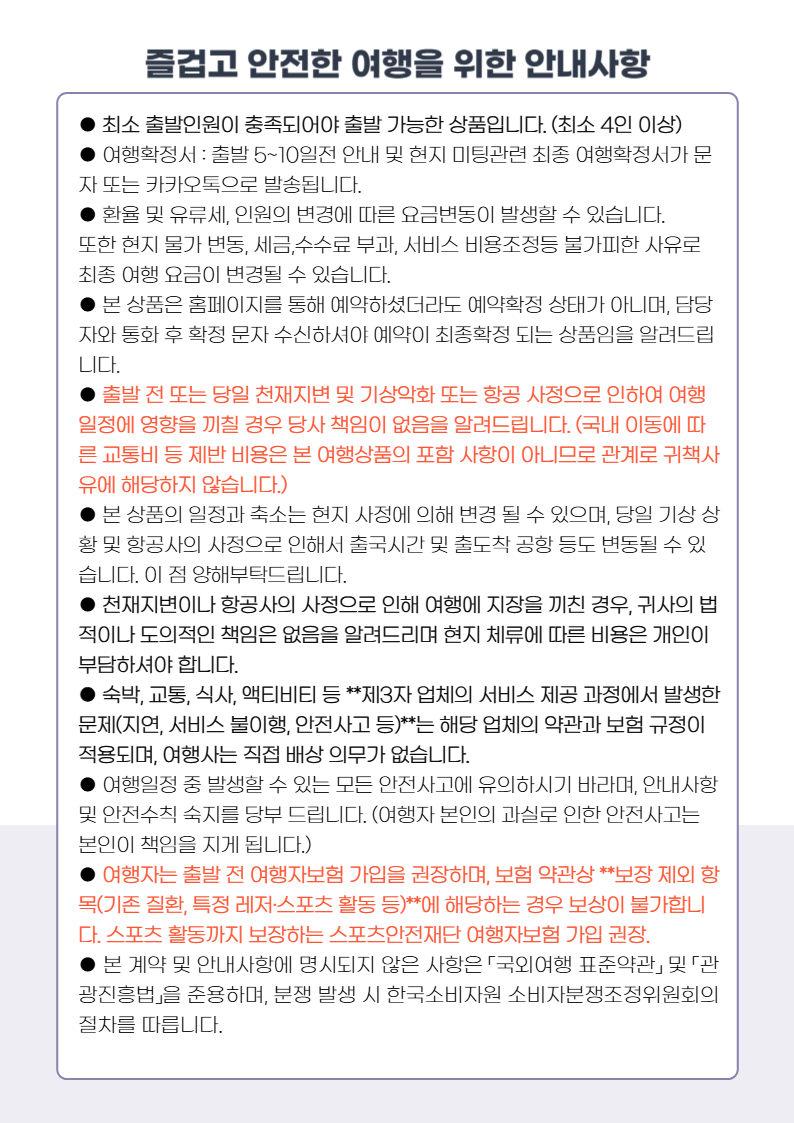 즐겁고 안전한 여행을 위한 안내사항
● 최소 출발인원이 충족되어야 출발 가능한 상품입니다. (최소 4인 이상)
● 여행확정서 : 출발 5~10일전 안내 및 현지 미팅관련 최종 여행확정서가 문
자 또는 카카오톡으로 발송됩니다.
● 환율 및 유류세, 인원의 변경에 따른 요금변동이 발생할 수 있습니다.
또한 현지 물가 변동, 세금,수수료 부과, 서비스 비용조정등 불가피한 사유로
최종 여행 요금이 변경될 수 있습니다.
● 본 상품은 홈페이지를 통해 예약하셨더라도 예약확정 상태가 아니며, 담당
자와 통화 후 확정 문자 수신하셔야 예약이 최종확정 되는 상품임을 알려드립
니다.
● 출발 전 또는 당일 천재지변 및 기상악화 또는 항공 사정으로 인하여 여행
일정에 영향을 끼칠 경우 당사 책임이 없음을 알려드립니다. (국내 이동에 따
른 교통비 등 제반 비용은 본 여행상품의 포함 사항이 아니므로 관계로 귀책사
유에 해당하지 않습니다.)
● 본 상품의 일정과 축소는 현지 사정에 의해 변경 될 수 있으며, 당일 기상 상
황 및 항공사의 사정으로 인해서 출국시간 및 출도착 공항 등도 변동될 수 있
습니다. 이 점 양해부탁드립니다.
● 천재지변이나 항공사의 사정으로 인해 여행에 지장을 끼친 경우, 귀사의 법
적이나 도의적인 책임은 없음을 알려드리며 현지 체류에 따른 비용은 개인이
부담하셔야 합니다.
● 숙박, 교통, 식사, 액티비티 등 **제3자 업체의 서비스 제공 과정에서 발생한
문제(지연, 서비스 불이행, 안전사고 등)**는 해당 업체의 약관과 보험 규정이
적용되며, 여행사는 직접 배상 의무가 없습니다.
● 여행일정 중 발생할 수 있는 모든 안전사고에 유의하시기 바라며, 안내사항
및 안전수칙 숙지를 당부 드립니다. (여행자 본인의 과실로 인한 안전사고는
본인이 책임을 지게 됩니다.)
● 여행자는 출발 전 여행자보험 가입을 권장하며, 보험 약관상 **보장 제외 항
목(기존 질환, 특정 레저·스포츠 활동 등)**에 해당하는 경우 보상이 불가합니
다. 스포츠 활동까지 보장하는 스포츠안전재단 여행자보험 가입 권장.
● 본 계약 및 안내사항에 명시되지 않은 사항은 「국외여행 표준약관」 및 「관
광진흥법」을 준용하며, 분쟁 발생 시 한국소비자원 소비자분쟁조정위원회의
절차를 따릅니다.